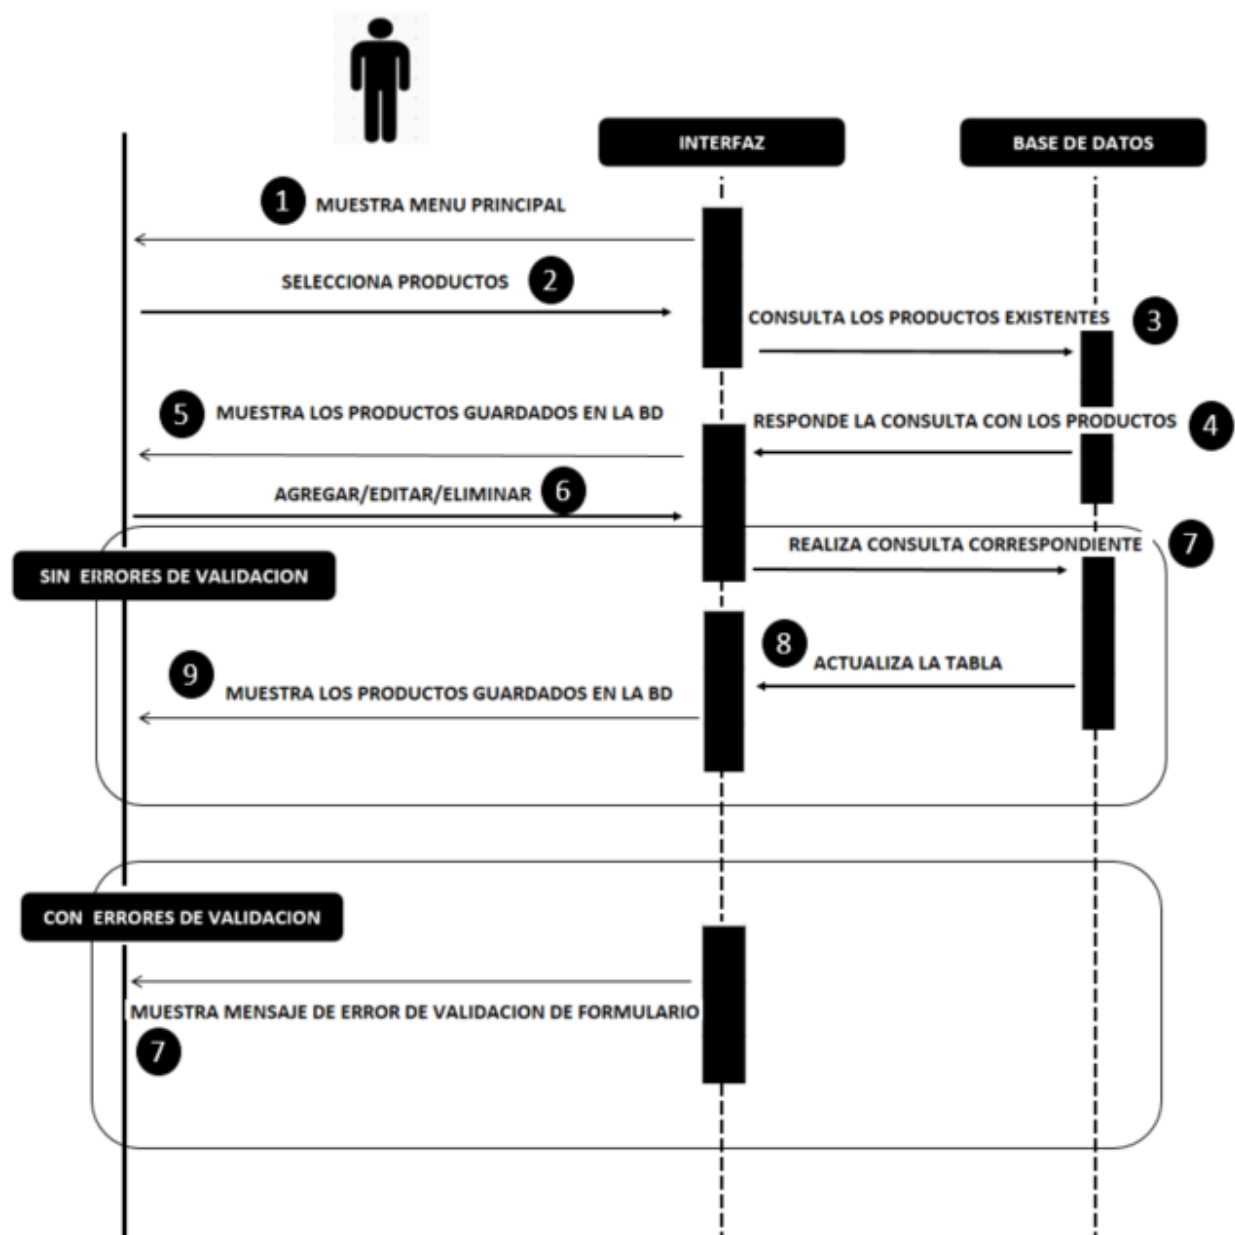 INTERFAZ
BASE DE DATOS
1 MUESTRA MENU PRINCIPAL
SELECCIONA PRODUCTOS 2
CONSULTA LOS PRODUCTOS EXISTENTES 3
5 MUESTRA LOS PRODUCTOS GUARDADOS EN LA BD
RESPONDE LA CONSULTA CON LOS PRODUCTOS 4
AGREGAR/EDITAR/ELIMINAR 6
REALIZA CONSULTA CORRESPONDIENTE 7
SIN ERRORES DE VALIDACION
8 ACTUALIZA LA TABLA
9 MUESTRA LOS PRODUCTOS GUARDADOS EN LA BD
CON ERRORES DE VALIDACION
MUESTRA MENSAJE DE ERROR DE VALIDACION DE FORMULARIO
7